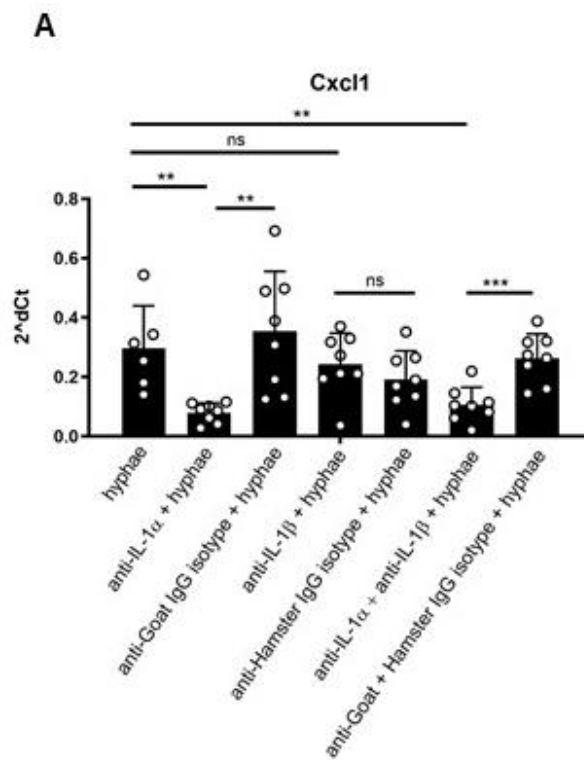 A
Cxcl1
**
ns
**
**
ns
***
2^dCt
0.8
0.6
0.4
0.2
0.0
hyphae
anti-IL-1α + hyphae
anti-Goat IgG isotype + hyphae
anti-IL-1β + hyphae
anti-Hamster IgG isotype + hyphae
anti-IL-1α + anti-IL-1β + hyphae
anti-Goat + Hamster IgG isotype + hyphae